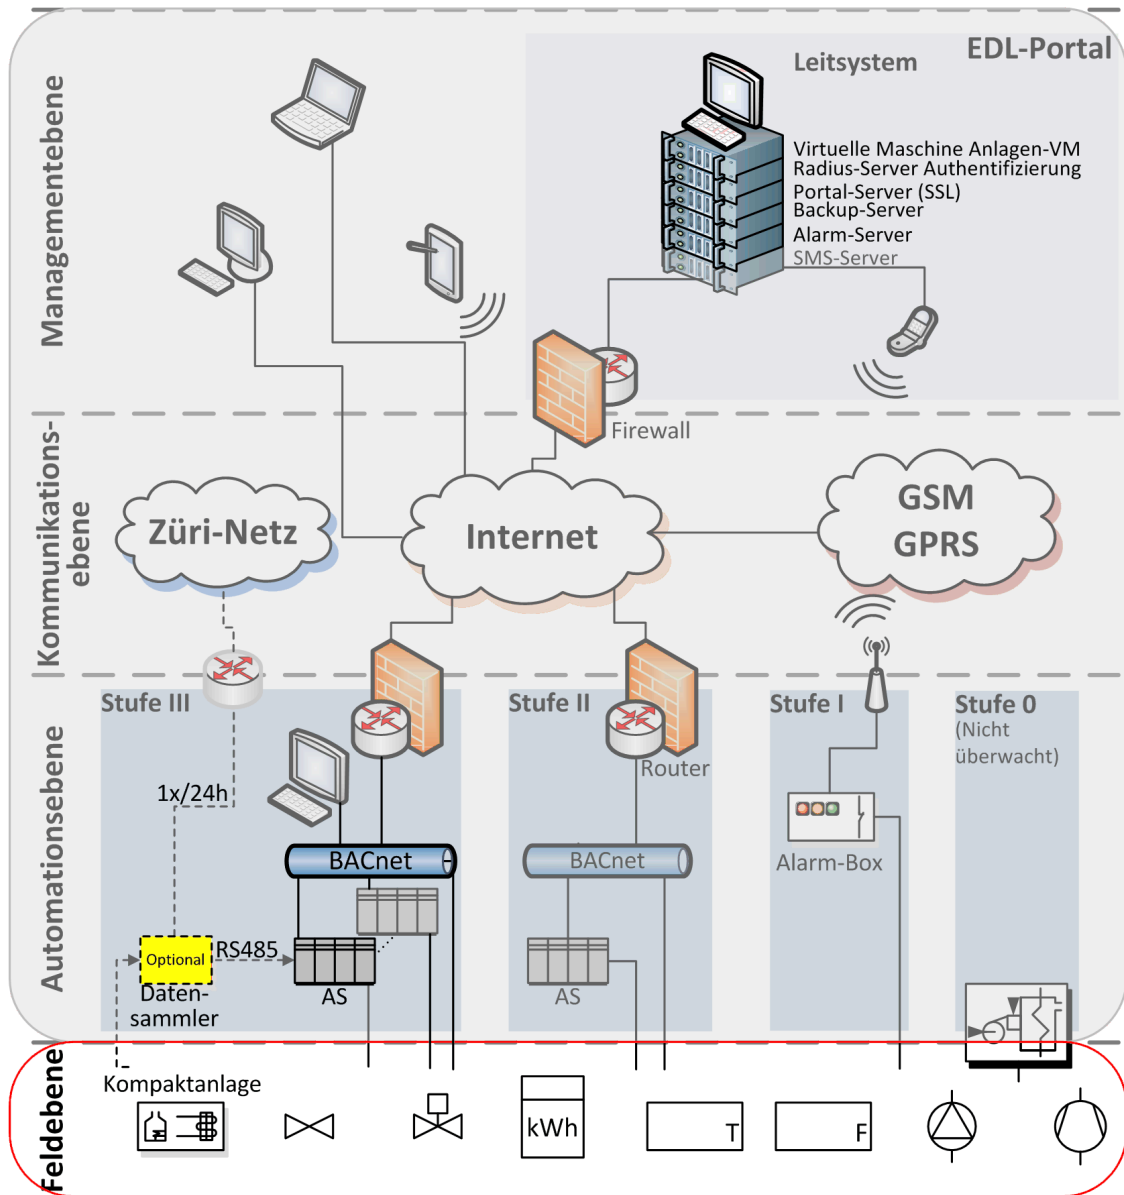 Managementebene
EDL-Portal
Leitsystem
Virtuelle Maschine Anlagen-VM
Radius-Server Authentifizierung
Portal-Server (SSL)
Backup-Server
Alarm-Server
SMS-Server
Firewall
Kommunikations-
ebene
Züri-Netz
Internet
GSM
GPRS
Automationsebene
Stufe III
Stufe II
Stufe I
Stufe 0
(Nicht
überwacht)
Router
1x/24h
BACnet
BACnet
Alarm-Box
Optional
RS485
Daten-
sammler
AS
AS
Feldebene
Kompaktanlage
kWh
T
F